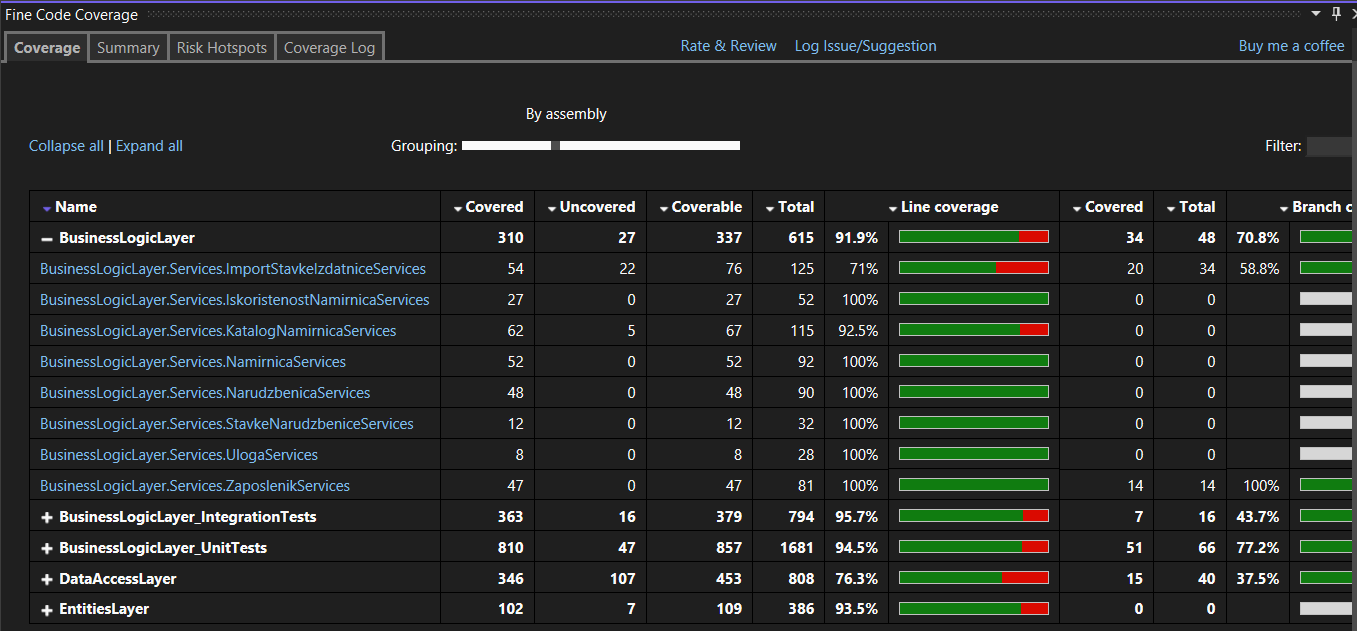 Fine Code Coverage
Coverage Summary Risk Hotspots Coverage Log Rate & Review Log Issue/Suggestion Buy me a coffee
By assembly
Collapse all | Expand all Grouping: Filter:
Name Covered Uncovered Coverable Total Line coverage Covered Total Branch c
BusinessLogicLayer 310 27 337 615 91.9% 34 48 70.8%
BusinessLogicLayer.Services.ImportStavkeIzdatniceServices 54 22 76 125 71% 20 34 58.8%
BusinessLogicLayer.Services.IskoristenostNamirnicaServices 27 0 27 52 100% 0 0
BusinessLogicLayer.Services.KatalogNamirnicaServices 62 5 67 115 92.5% 0 0
BusinessLogicLayer.Services.NamirnicaServices 52 0 52 92 100% 0 0
BusinessLogicLayer.Services.NarudzbenicaServices 48 0 48 90 100% 0 0
BusinessLogicLayer.Services.StavkeNarudzbeniceServices 12 0 12 32 100% 0 0
BusinessLogicLayer.Services.UlogaServices 8 0 8 28 100% 0 0
BusinessLogicLayer.Services.ZaposlenikServices 47 0 47 81 100% 14 14 100%
BusinessLogicLayer_IntegrationTests 363 16 379 794 95.7% 7 16 43.7%
BusinessLogicLayer_UnitTests 810 47 857 1681 94.5% 51 66 77.2%
DataAccessLayer 346 107 453 808 76.3% 15 40 37.5%
EntitiesLayer 102 7 109 386 93.5% 0 0